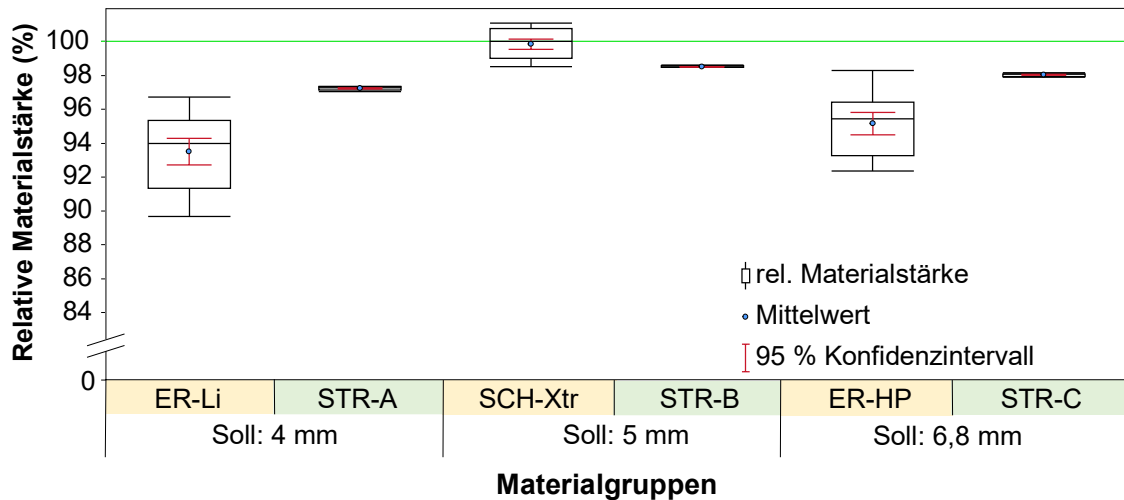 Relative Materialstärke (%)
100
98
96
94
92
90
88
86
84
0
rel. Materialstärke
Mittelwert
95 % Konfidenzintervall
ER-Li STR-A SCH-Xtr STR-B ER-HP STR-C
Soll: 4 mm Soll: 5 mm Soll: 6,8 mm
Materialgruppen